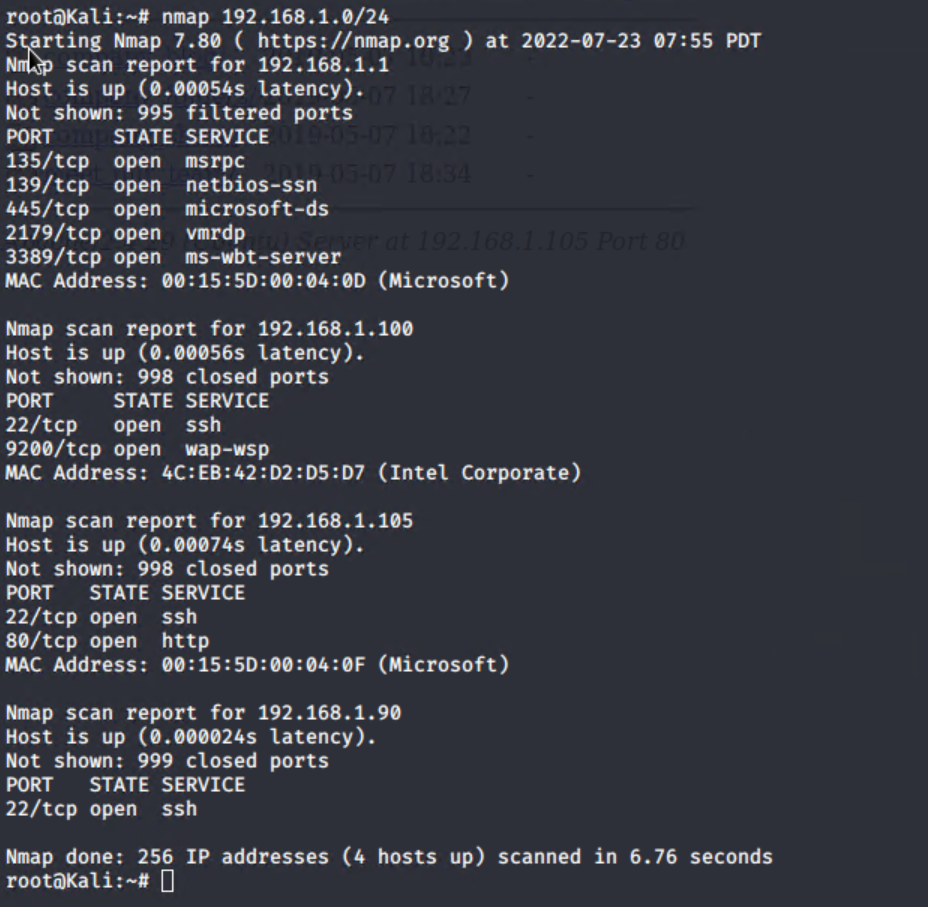 root@Kali:~# nmap 192.168.1.0/24
Starting Nmap 7.80 ( https://nmap.org ) at 2022-07-23 07:55 PDT
Nmap scan report for 192.168.1.1
Host is up (0.00054s latency).
Not shown: 995 filtered ports
PORT     STATE SERVICE
135/tcp  open  msrpc
139/tcp  open  netbios-ssn
445/tcp  open  microsoft-ds
2179/tcp open  vmrdp
3389/tcp open  ms-wbt-server
MAC Address: 00:15:5D:00:04:0D (Microsoft)
Nmap scan report for 192.168.1.100
Host is up (0.00056s latency).
Not shown: 998 closed ports
PORT     STATE SERVICE
22/tcp   open  ssh
9200/tcp open  wap-wsp
MAC Address: 4C:EB:42:D2:D5:D7 (Intel Corporate)
Nmap scan report for 192.168.1.105
Host is up (0.00074s latency).
Not shown: 998 closed ports
PORT   STATE SERVICE
22/tcp open  ssh
80/tcp open  http
MAC Address: 00:15:5D:00:04:0F (Microsoft)
Nmap scan report for 192.168.1.90
Host is up (0.000024s latency).
Not shown: 999 closed ports
PORT   STATE SERVICE
22/tcp open  ssh
Nmap done: 256 IP addresses (4 hosts up) scanned in 6.76 seconds
root@Kali:~#